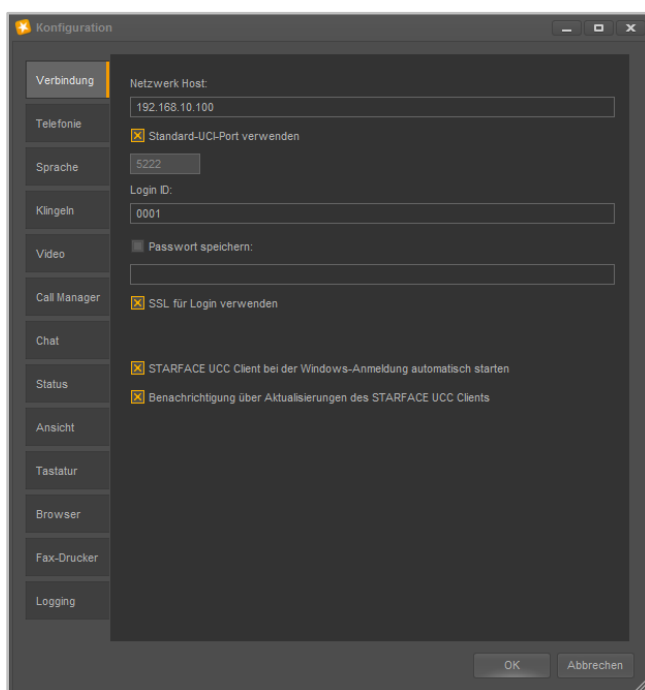 Konfiguration
Verbindung
Telefonie
Sprache
Klingeln
Video
Call Manager
Chat
Status
Ansicht
Tastatur
Browser
Fax-Drucker
Logging
Netzwerk Host:
192.168.10.100
Standard-UCI-Port verwenden
5222
Login ID:
0001
Passwort speichern:
SSL für Login verwenden
STARFACE UCC Client bei der Windows-Anmeldung automatisch starten
Benachrichtigung über Aktualisierungen des STARFACE UCC Clients
OK
Abbrechen